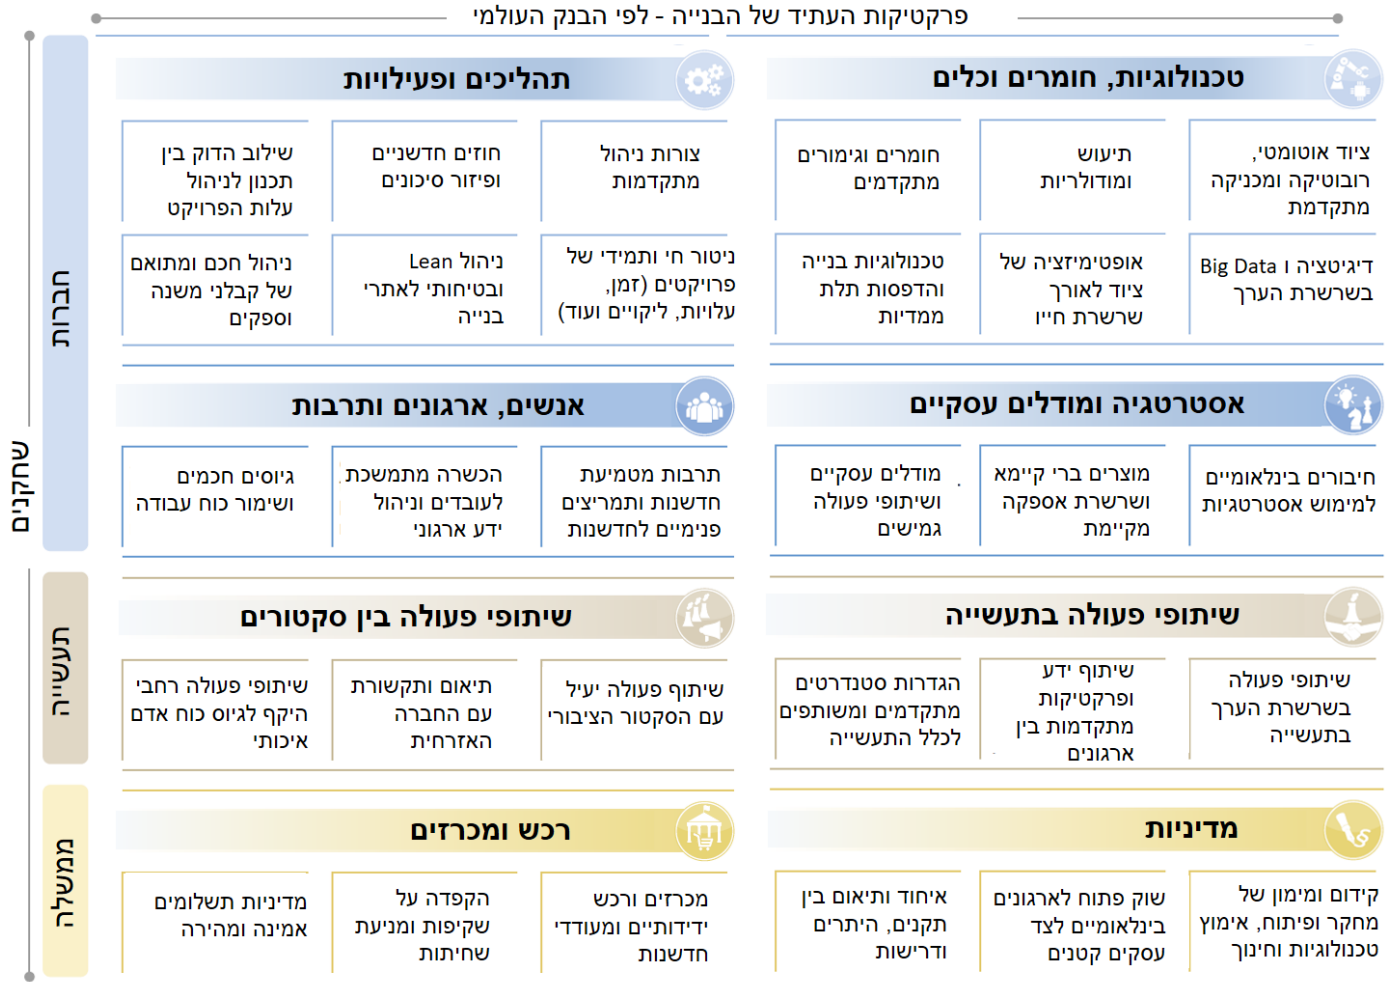 פרקטיקות העתיד של הבנייה - לפי הבנק העולמי
שחקנים
חברות
טכנולוגיות, חומרים וכלים
ציוד אוטומטי,
רובוטיקה ומכניקה
מתקדמת
תיעוש
ומודולריות
חומרים וגימורים
מתקדמים
דיגיטציה ו Big Data
בשרשרת הערך
אופטימיזציה של
ציוד לאורך
שרשרת חייו
טכנולוגיות בנייה
והדפסות תלת
ממדיות
תהליכים ופעילויות
צורות ניהול
מתקדמות
חוזים חדשניים
ופיזור סיכונים
שילוב הדוק בין
תכנון לניהול
עלות הפרויקט
ניטור חי ותמידי של
פרויקטים (זמן,
עלויות, ליקויים ועוד)
ניהול Lean
ובטיחותי לאתרי
בנייה
ניהול חכם ומתואם
של קבלני משנה
וספקים
אסטרטגיה ומודלים עסקיים
חיבורים בינלאומיים
למימוש אסטרטגיות
מוצרים ברי קיימא
ושרשרת אספקה
מקיימת
מודלים עסקיים
ושיתופי פעולה
גמישים
אנשים, ארגונים ותרבות
תרבות מטמיעת
חדשנות ותמריצים
פנימיים לחדשנות
הכשרה מתמשכת
לעובדים וניהול
ידע ארגוני
גיוסים חכמים
ושימור כוח עבודה
תעשייה
שיתופי פעולה בתעשייה
שיתופי פעולה
בשרשרת הערך
בתעשייה
שיתוף ידע
ופרקטיקות
מתקדמות בין
ארגונים
הגדרות סטנדרטים
מתקדמים ומשותפים
לכלל התעשייה
שיתופי פעולה בין סקטורים
שיתוף פעולה יעיל
עם הסקטור הציבורי
תיאום ותקשורת
עם החברה
האזרחית
שיתופי פעולה רחבי
היקף לגיוס כוח אדם
איכותי
ממשלה
מדיניות
קידום ומימון של
מחקר ופיתוח, אימוץ
טכנולוגיות וחינוך
שוק פתוח לארגונים
בינלאומיים לצד
עסקים קטנים
איחוד ותיאום בין
תקנים, היתרים
ודרישות
רכש ומכרזים
מכרזים ורכש
ידידותיים ומעודדי
חדשנות
הקפדה על
שקיפות ומניעת
שחיתות
מדיניות תשלומים
אמינה ומהירה